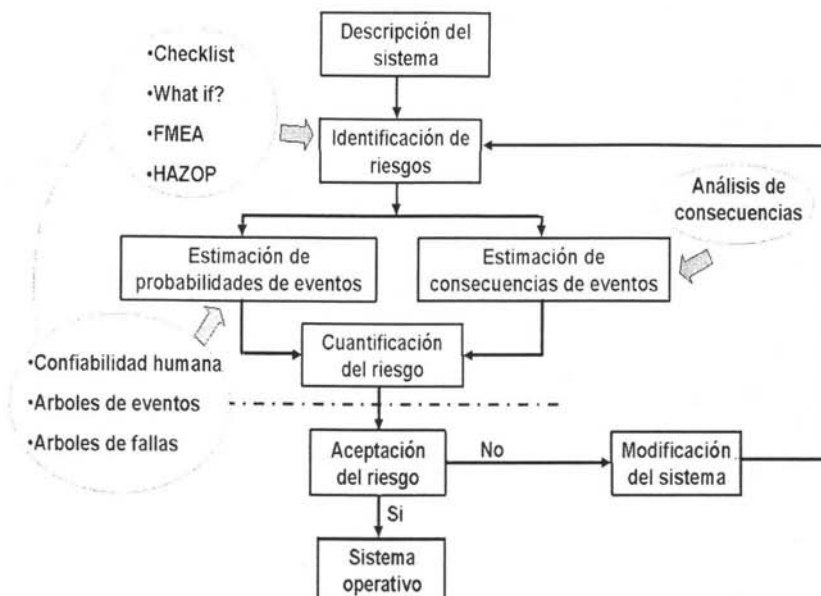 Descripción del
sistema
•Checklist
•What if?
•FMEA
•HAZOP
Identificación de
riesgos
Análisis de
consecuencias
Estimación de
probabilidades de eventos
Estimación de
consecuencias de eventos
•Confiabilidad humana
•Arboles de eventos
•Arboles de fallas
Cuantificación
del riesgo
Aceptación
del riesgo
No
Modificación
del sistema
Si
Sistema
operativo